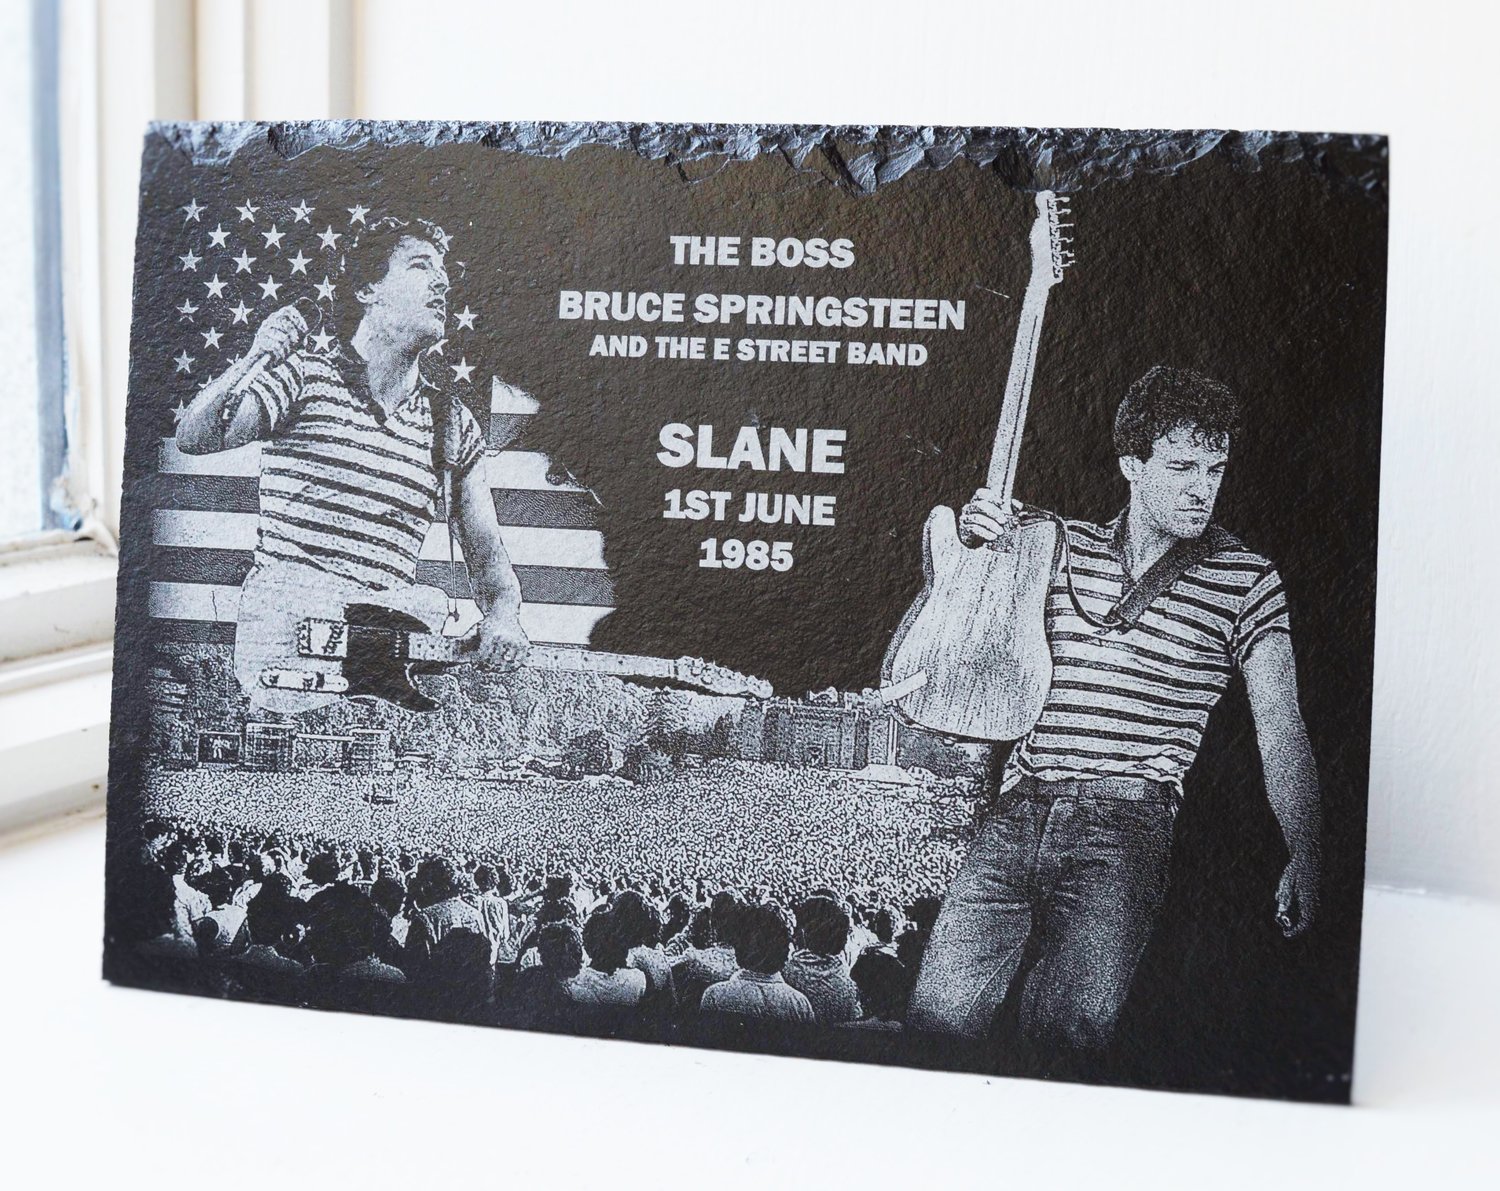 THE BOSS
BRUCE SPRINGSTEEN
AND THE E STREET BAND
SLANE
1ST JUNE
1985